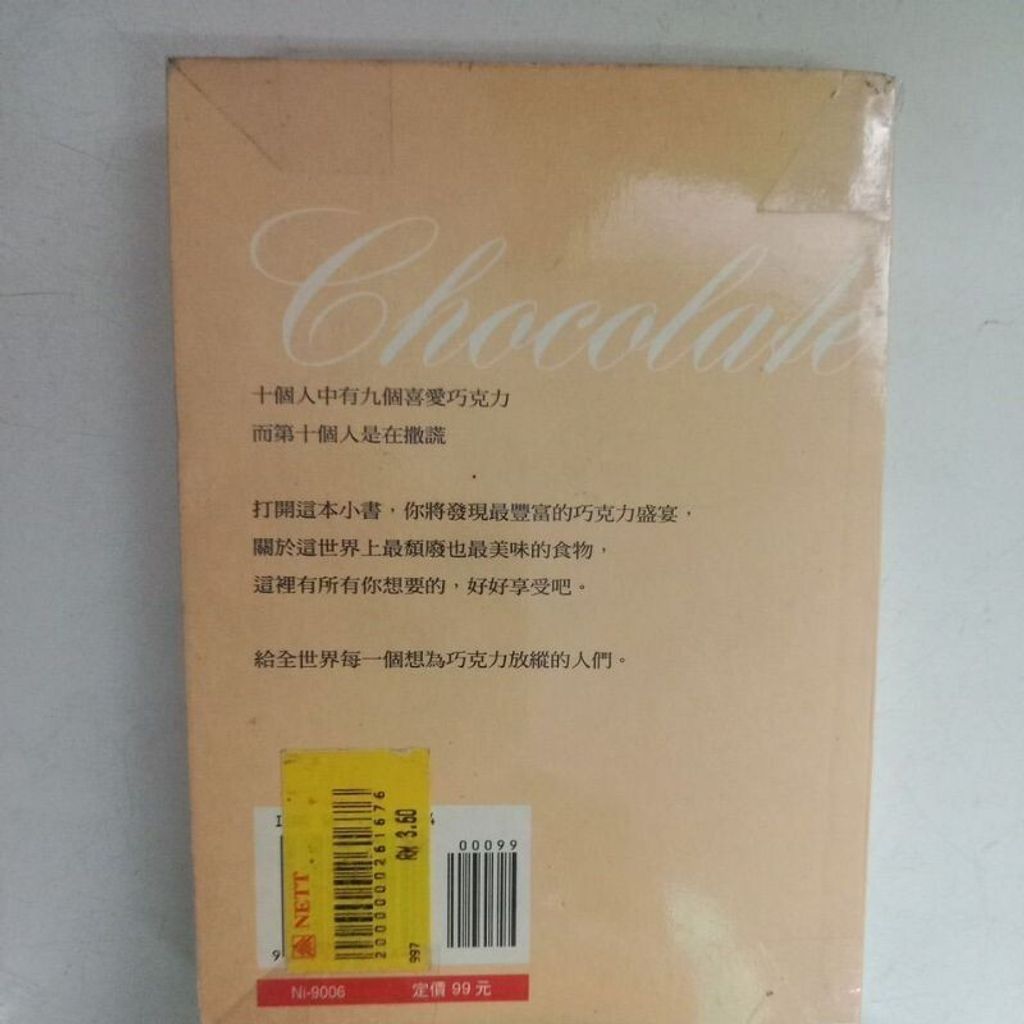 Chocolate
十個人中有九個喜愛巧克力
而第十個人是在撒謊
打開這本小書，你將發現最豐富的巧克力盛宴，
關於這世界上最頹廢也最美味的食物，
這裡有所有你想要的，好好享受吧。
給全世界每一個想為巧克力放縱的人們。
NETT
2000000261676
RM 3.60
997
00099
Ni-9006 定價 99 元